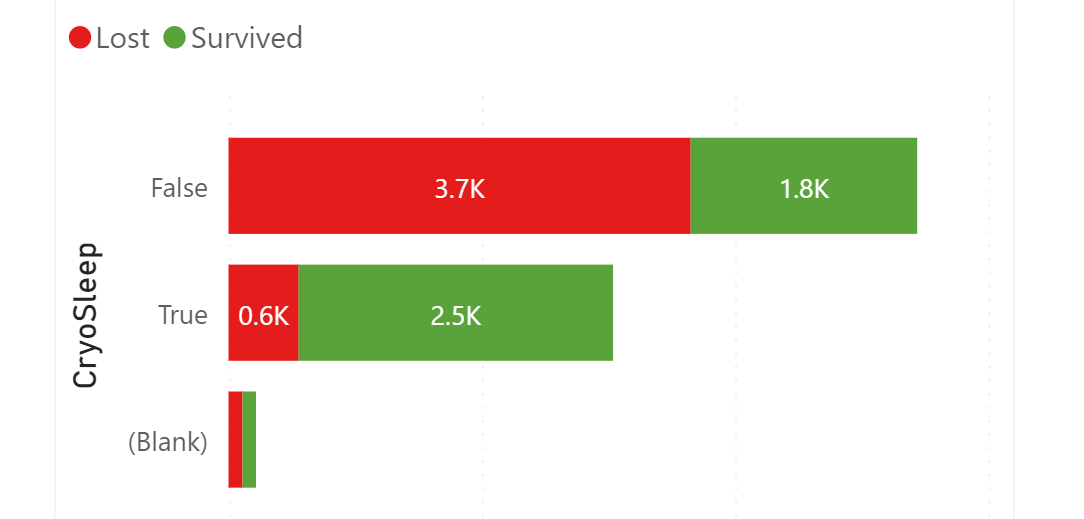 Lost Survived
False 3.7K 1.8K
CryoSleep
True 0.6K 2.5K
(Blank)